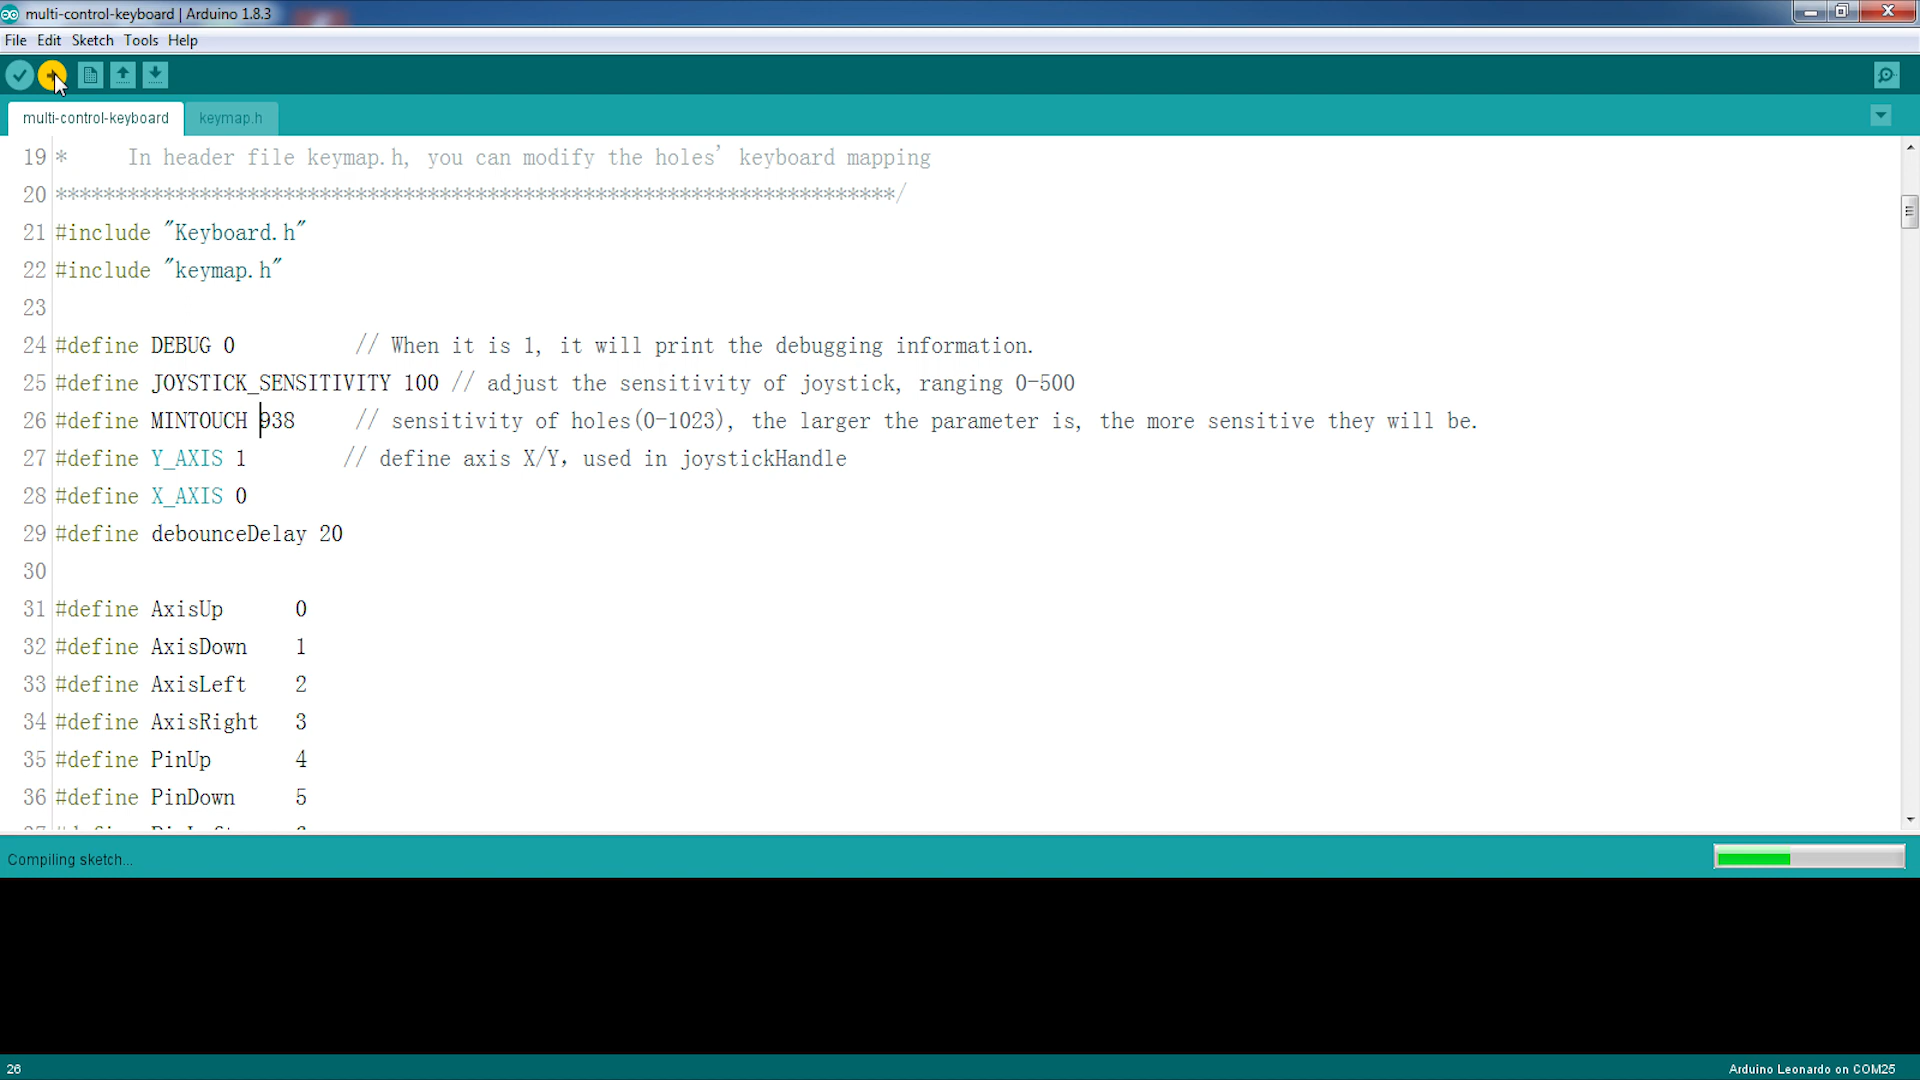 multi-control-keyboard | Arduino 1.8.3
File Edit Sketch Tools Help
multi-control-keyboard keymap.h
19 * In header file keymap.h, you can modify the holes' keyboard mapping
20 **********************************************************************/
21 #include "Keyboard.h"
22 #include "keymap.h"
23
24 #define DEBUG 0 // When it is 1, it will print the debugging information.
25 #define JOYSTICK_SENSITIVITY 100 // adjust the sensitivity of joystick, ranging 0-500
26 #define MINTOUCH 938 // sensitivity of holes(0-1023), the larger the parameter is, the more sensitive they will be.
27 #define Y_AXIS 1 // define axis X/Y, used in joystickHandle
28 #define X_AXIS 0
29 #define debounceDelay 20
30
31 #define AxisUp 0
32 #define AxisDown 1
33 #define AxisLeft 2
34 #define AxisRight 3
35 #define PinUp 4
36 #define PinDown 5
Compiling sketch...
26 Arduino Leonardo on COM25